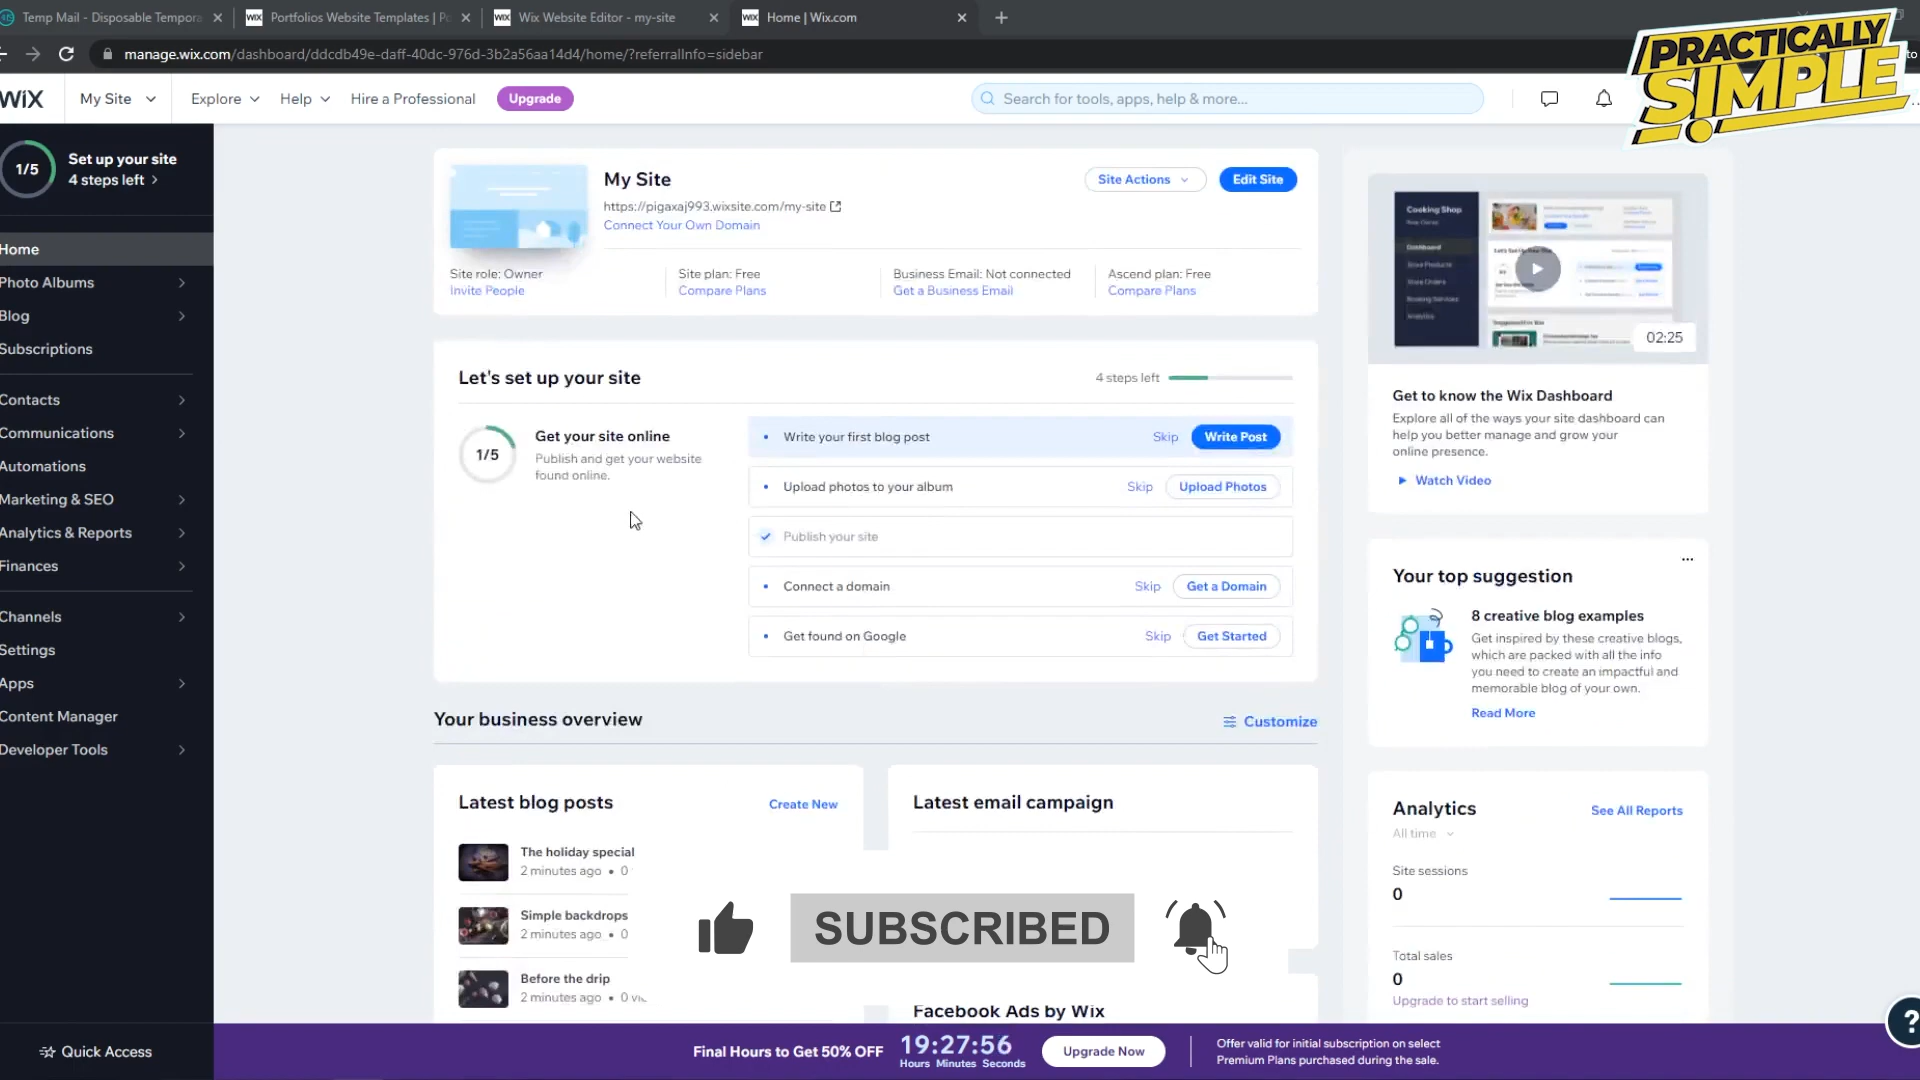 Temp Mail - Disposable Tempora
Portfolios Website Templates | Po
Wix Website Editor - my-site
Home | Wix.com
manage.wix.com/dashboard/ddcdb49e-daff-40dc-976d-3b2a56aa14d4/home/?referralInfo=sidebar
PRACTICALLY
SIMPLE
WiX
My Site
Explore
Help
Hire a Professional
Upgrade
Search for tools, apps, help & more...
1/5
Set up your site
4 steps left
Home
Photo Albums
Blog
Subscriptions
Contacts
Communications
Automations
Marketing & SEO
Analytics & Reports
Finances
Channels
Settings
Apps
Content Manager
Developer Tools
Quick Access
My Site
Site Actions
Edit Site
https://pigaxaj993.wixsite.com/my-site
Connect Your Own Domain
Site role: Owner
Invite People
Site plan: Free
Compare Plans
Business Email: Not connected
Get a Business Email
Ascend plan: Free
Compare Plans
Let's set up your site
4 steps left
1/5
Get your site online
Publish and get your website
found online.
Write your first blog post Skip Write Post
Upload photos to your album Skip Upload Photos
Publish your site
Connect a domain Skip Get a Domain
Get found on Google Skip Get Started
Your business overview
Customize
Latest blog posts
Create New
The holiday special
2 minutes ago • 0
Simple backdrops
2 minutes ago • 0
Before the drip
2 minutes ago • 0
Latest email campaign
SUBSCRIBED
Facebook Ads by Wix
Cooking Shop
Dashboard
Store Products
Store Orders
Booking Services
Analytics
02:25
Get to know the Wix Dashboard
Explore all of the ways your site dashboard can
help you better manage and grow your
online presence.
Watch Video
Your top suggestion
8 creative blog examples
Get inspired by these creative blogs,
which are packed with all the info
you need to create an impactful and
memorable blog of your own.
Read More
Analytics
See All Reports
All time
Site sessions
0
Total sales
0
Upgrade to start selling
Final Hours to Get 50% OFF
19:27:56
Hours Minutes Seconds
Upgrade Now
Offer valid for initial subscription on select
Premium Plans purchased during the sale.
?